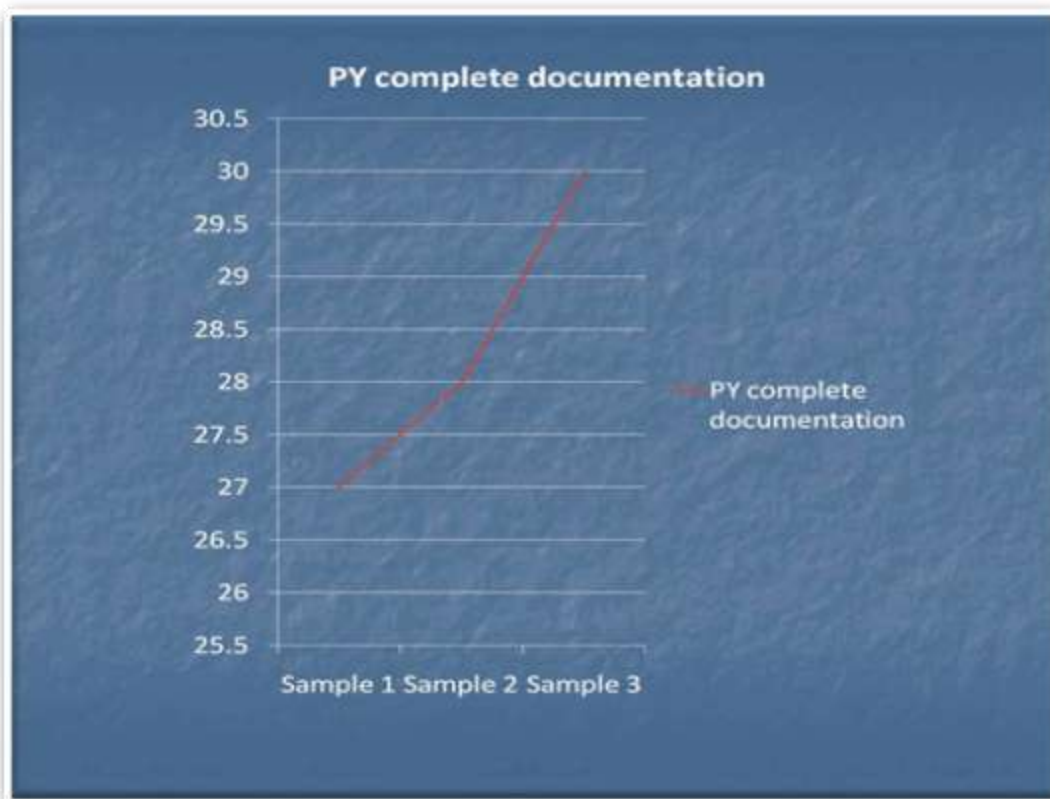 PY complete documentation
30.5
30
29.5
29
28.5
28
27.5
27
26.5
26
25.5
Sample 1 Sample 2 Sample 3
PY complete
documentation